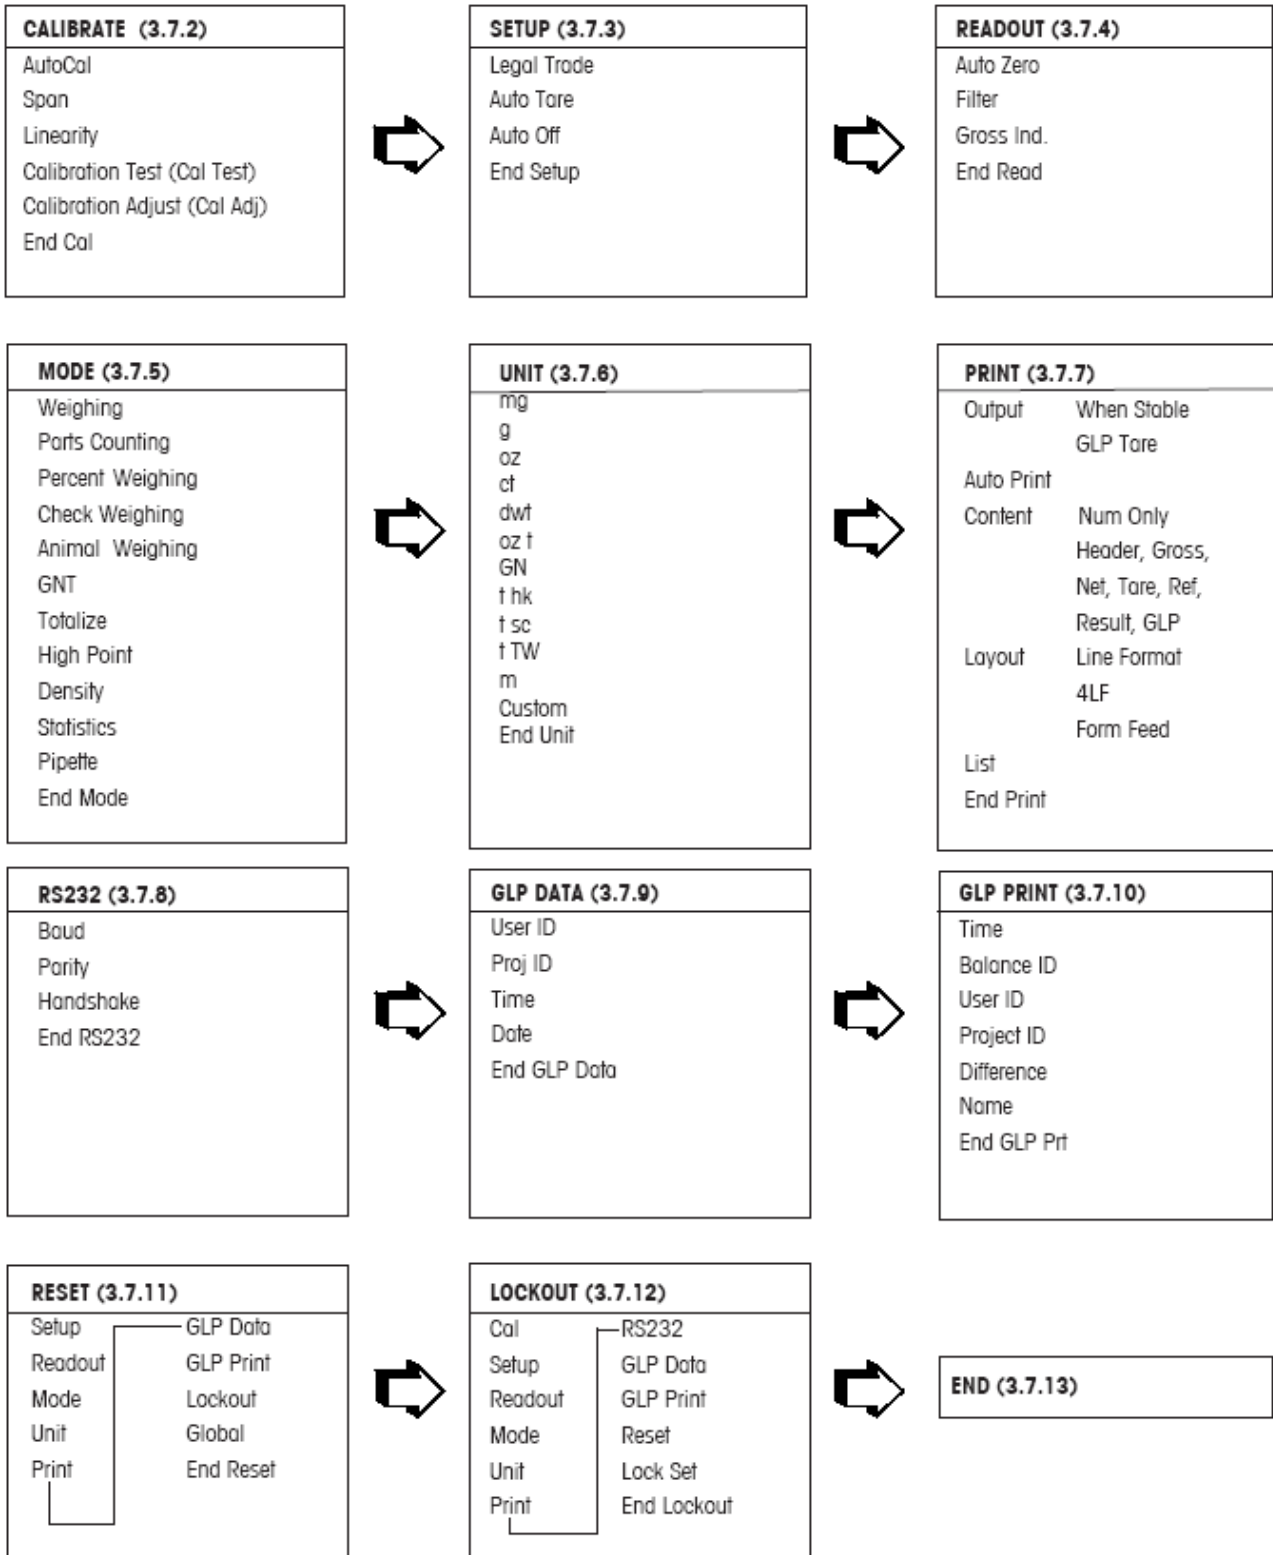 CALIBRATE (3.7.2)
AutoCal
Span
Linearity
Calibration Test (Cal Test)
Calibration Adjust (Cal Adj)
End Cal
SETUP (3.7.3)
Legal Trade
Auto Tare
Auto Off
End Setup
READOUT (3.7.4)
Auto Zero
Filter
Gross Ind.
End Read
MODE (3.7.5)
Weighing
Parts Counting
Percent Weighing
Check Weighing
Animal Weighing
GNT
Totalize
High Point
Density
Statistics
Pipette
End Mode
UNIT (3.7.6)
mg
g
oz
ct
dwt
oz t
GN
t hk
t sc
t TW
m
Custom
End Unit
PRINT (3.7.7)
Output When Stable
GLP Tare
Auto Print
Content Num Only
Header, Gross,
Net, Tare, Ref,
Result, GLP
Layout Line Format
4LF
Form Feed
List
End Print
RS232 (3.7.8)
Baud
Parity
Handshake
End RS232
GLP DATA (3.7.9)
User ID
Proj ID
Time
Date
End GLP Data
GLP PRINT (3.7.10)
Time
Balance ID
User ID
Project ID
Difference
Name
End GLP Prt
RESET (3.7.11)
Setup
Readout
Mode
Unit
Print
GLP Data
GLP Print
Lockout
Global
End Reset
LOCKOUT (3.7.12)
Cal
Setup
Readout
Mode
Unit
Print
RS232
GLP Data
GLP Print
Reset
Lock Set
End Lockout
END (3.7.13)